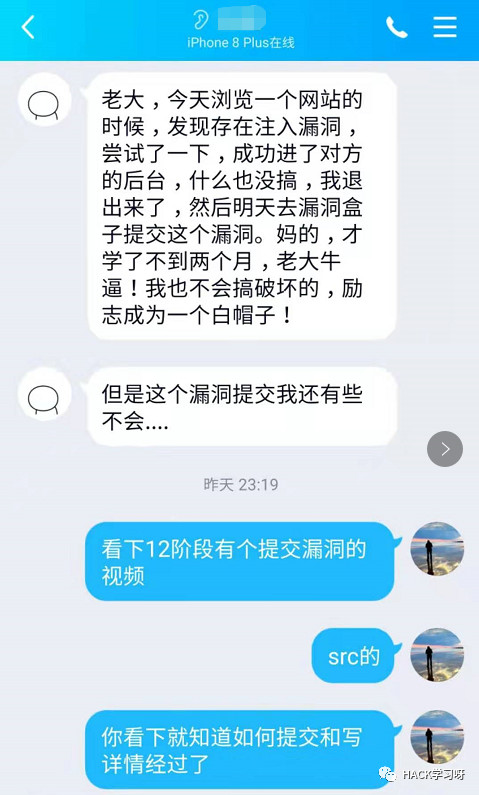 iPhone 8 Plus在线
老大，今天浏览一个网站的
时候，发现存在注入漏洞，
尝试了一下，成功进了对方
的后台，什么也没搞，我退
出来了，然后明天去漏洞盒
子提交这个漏洞。妈的，才
学了不到两个月，老大牛
逼！我也不会搞破坏的，励
志成为一个白帽子！
但是这个漏洞提交我还有些
不会....
昨天 23:19
看下12阶段有个提交漏洞的
视频
src的
你看下就知道如何提交和写
详情经过了
HACK学习呀